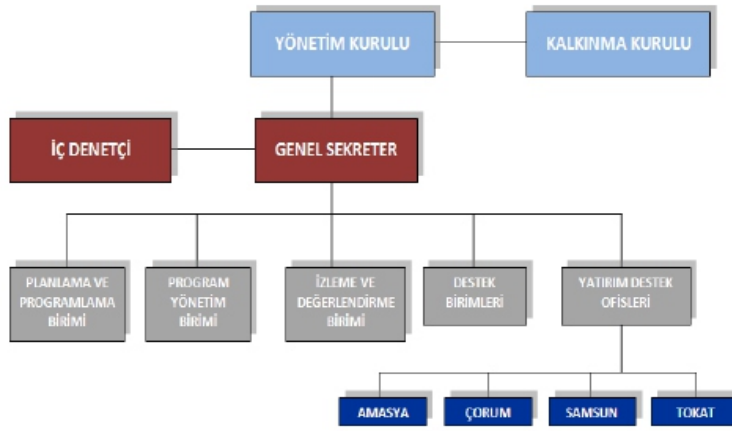 YÖNETİM KURULU
KALKINMA KURULU
İÇ DENETÇİ
GENEL SEKRETER
PLANLAMA VE
PROGRAMLAMA
BİRİMİ
PROGRAM
YÖNETİM
BİRİMİ
İZLEME VE
DEĞERLENDİRME
BİRİMİ
DESTEK
BİRİMLERİ
YATIRIM DESTEK
OFİSLERİ
AMASYA
ÇORUM
SAMSUN
TOKAT